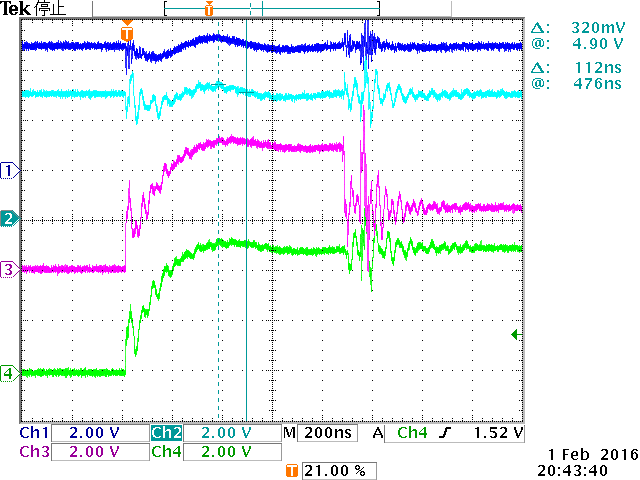 Tek 停止
T
T
Δ: 320mV
@: 4.90 V
Δ: 112ns
@: 476ns
1
2
3
4
Ch1 2.00 V Ch2 2.00 V M 200ns A Ch4 1.52 V
Ch3 2.00 V Ch4 2.00 V
T 21.00 %
1 Feb 2016
20:43:40